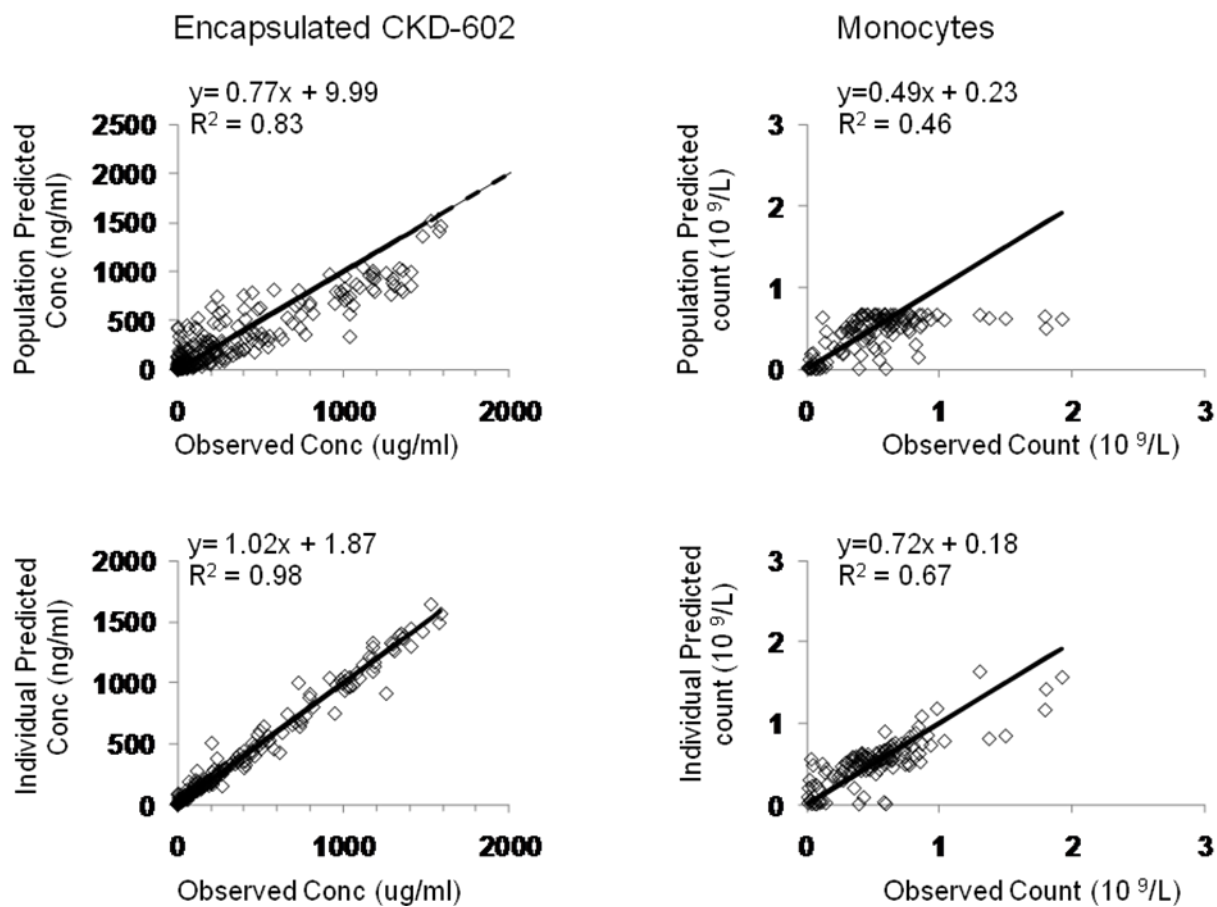 Encapsulated CKD-602
Monocytes
y= 0.77x + 9.99
R² = 0.83
Population Predicted
Conc (ng/ml)
2500
2000
1500
1000
500
0
0 1000 2000
Observed Conc (ug/ml)
y=0.49x + 0.23
R² = 0.46
Population Predicted
count (10 ⁹/L)
3
2
1
0
0 1 2 3
Observed Count (10 ⁹/L)
y= 1.02x + 1.87
R² = 0.98
Individual Predicted
Conc (ng/ml)
2000
1500
1000
500
0
0 1000 2000
Observed Conc (ug/ml)
y=0.72x + 0.18
R² = 0.67
Individual Predicted
count (10 ⁹/L)
3
2
1
0
0 1 2 3
Observed Count (10 ⁹/L)